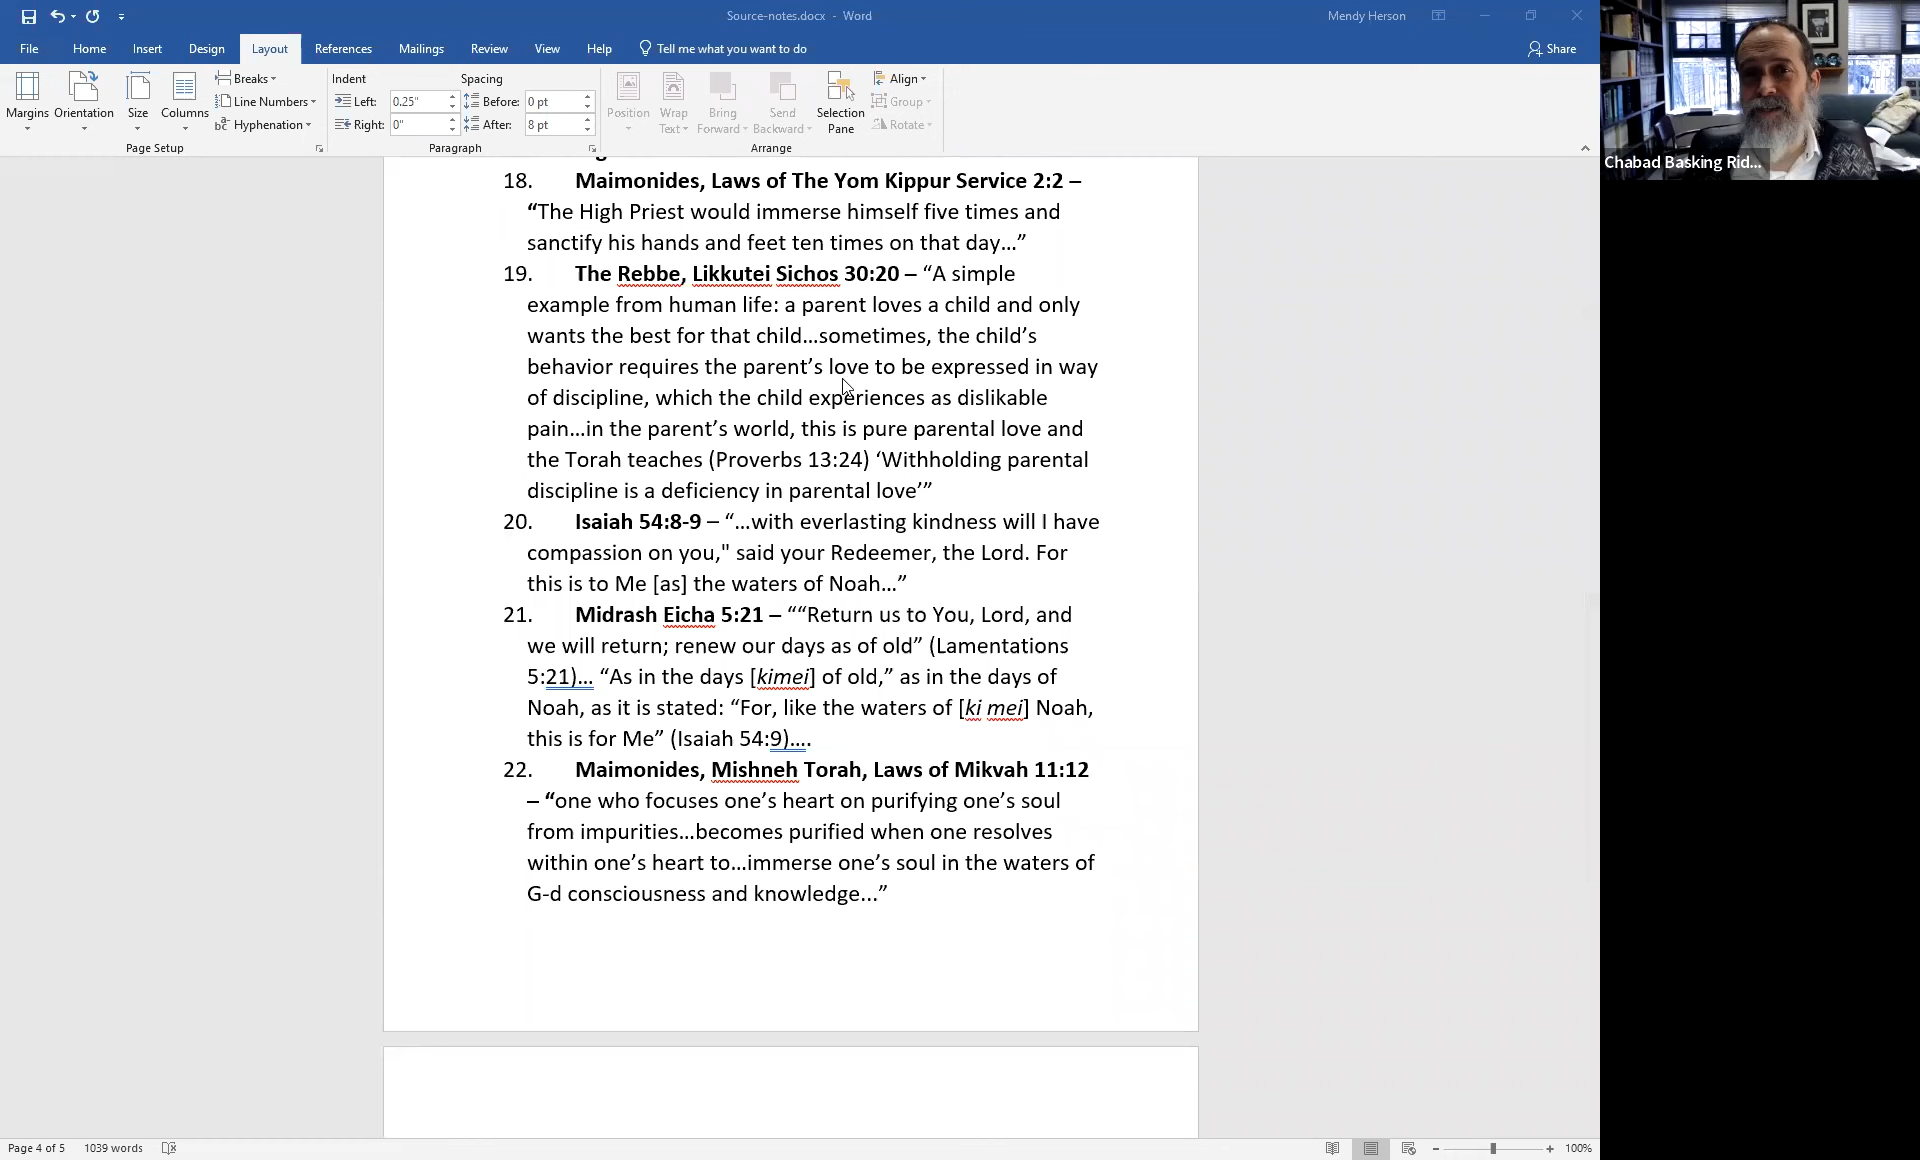 Source-notes.docx - Word
Mendy Herson
File Home Insert Design Layout References Mailings Review View Help Tell me what you want to do
Share
Margins Orientation Size Columns
Breaks
Line Numbers
Hyphenation
Page Setup
Indent Spacing
Left: 0.25" Before: 0 pt
Right: 0" After: 8 pt
Paragraph
Position Wrap Text Bring Forward Send Backward Selection Pane
Align
Group
Rotate
Arrange
Chabad Basking Rid...
18. Maimonides, Laws of The Yom Kippur Service 2:2 –
“The High Priest would immerse himself five times and
sanctify his hands and feet ten times on that day…”
19. The Rebbe, Likkutei Sichos 30:20 – “A simple
example from human life: a parent loves a child and only
wants the best for that child…sometimes, the child’s
behavior requires the parent’s love to be expressed in way
of discipline, which the child experiences as dislikable
pain…in the parent’s world, this is pure parental love and
the Torah teaches (Proverbs 13:24) ‘Withholding parental
discipline is a deficiency in parental love’”
20. Isaiah 54:8-9 – “…with everlasting kindness will I have
compassion on you," said your Redeemer, the Lord. For
this is to Me [as] the waters of Noah…”
21. Midrash Eicha 5:21 – ““Return us to You, Lord, and
we will return; renew our days as of old” (Lamentations
5:21)… “As in the days [kimei] of old,” as in the days of
Noah, as it is stated: “For, like the waters of [ki mei] Noah,
this is for Me” (Isaiah 54:9)….
22. Maimonides, Mishneh Torah, Laws of Mikvah 11:12
– “one who focuses one’s heart on purifying one’s soul
from impurities…becomes purified when one resolves
within one’s heart to…immerse one’s soul in the waters of
G-d consciousness and knowledge...”
Page 4 of 5 1039 words
100%